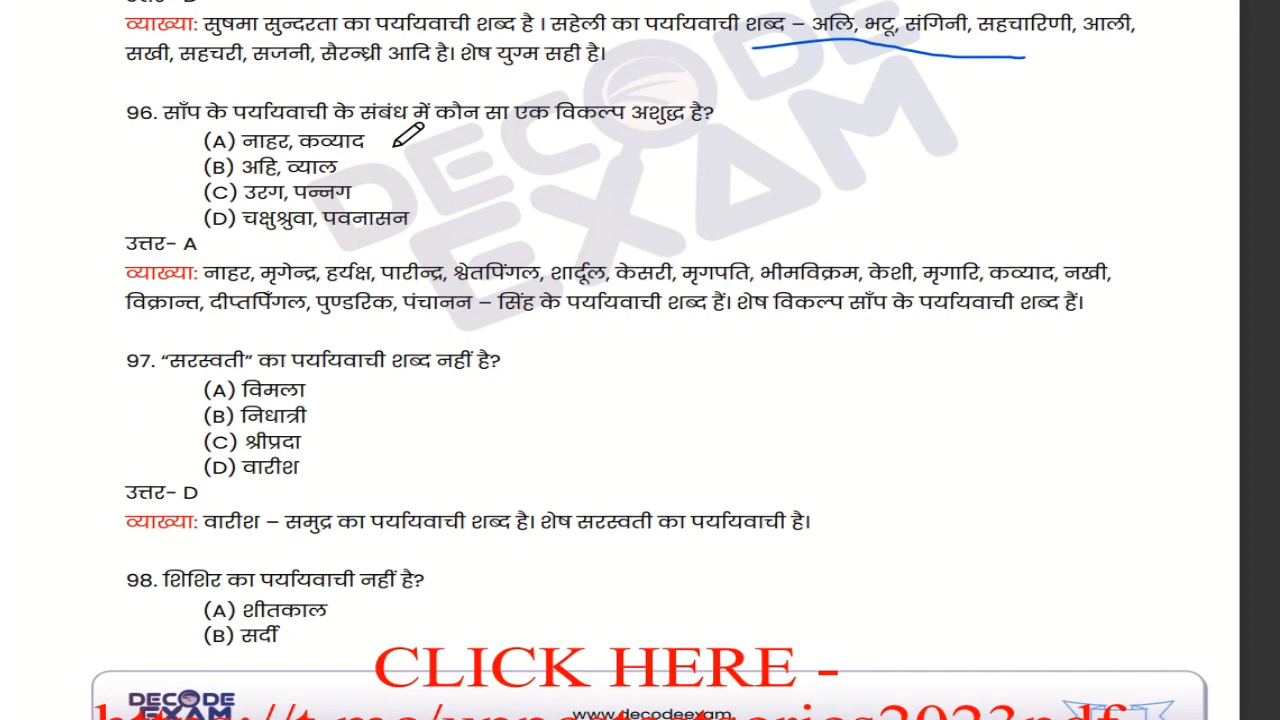 व्याख्या: सुषमा सुन्दरता का पर्यायवाची शब्द है । सहेली का पर्यायवाची शब्द – अलि, भटू, संगिनी, सहचारिणी, आली,
सखी, सहचरी, सजनी, सैरन्ध्री आदि है। शेष युग्म सही है।
96. साँप के पर्यायवाची के संबंध में कौन सा एक विकल्प अशुद्ध है?
(A) नाहर, कव्याद
(B) अहि, व्याल
(C) उरग, पन्नग
(D) चक्षुश्रुवा, पवनासन
उत्तर- A
व्याख्या: नाहर, मृगेन्द्र, हर्यक्ष, पारीन्द्र, श्वेतपिंगल, शार्दूल, केसरी, मृगपति, भीमविक्रम, केशी, मृगारि, कव्याद, नखी,
विक्रान्त, दीप्तपिँगल, पुण्डरिक, पंचानन – सिंह के पर्यायवाची शब्द हैं। शेष विकल्प साँप के पर्यायवाची शब्द हैं।
97. “सरस्वती“ का पर्यायवाची शब्द नहीं है?
(A) विमला
(B) निधात्री
(C) श्रीप्रदा
(D) वारीश
उत्तर- D
व्याख्या: वारीश – समुद्र का पर्यायवाची शब्द है। शेष सरस्वती का पर्यायवाची है।
98. शिशिर का पर्यायवाची नहीं है?
(A) शीतकाल
(B) सर्दी
CLICK HERE -
DECODE
www.decodeexam.
DECODE
EXAM